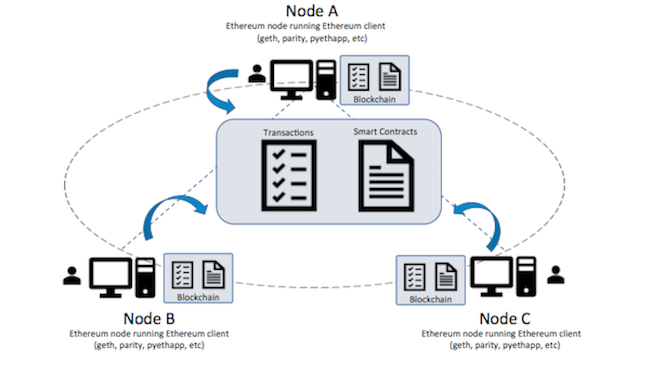 Node A
Ethereum node running Ethereum client
(geth, parity, pyethapp, etc)
Blockchain
Transactions
Smart Contracts
Blockchain
Blockchain
Node B
Ethereum node running Ethereum client
(geth, parity, pyethapp, etc)
Node C
Ethereum node running Ethereum client
(geth, parity, pyethapp, etc)